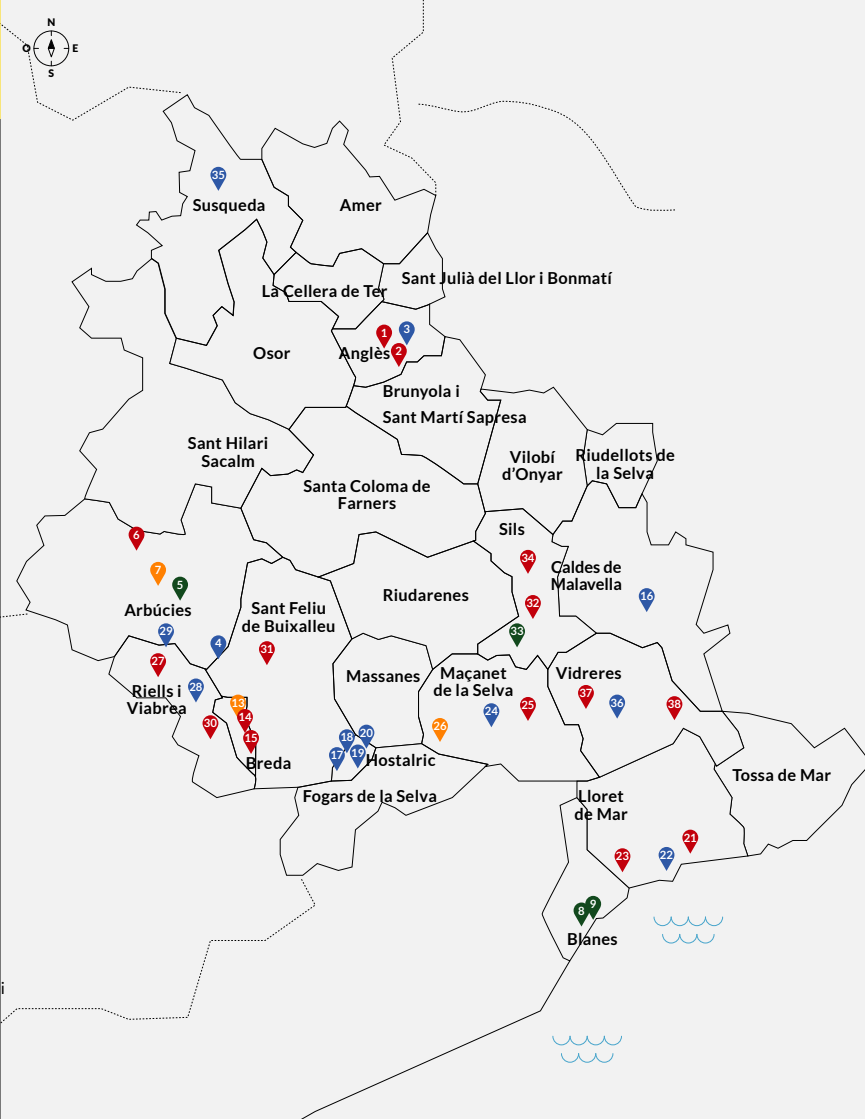 N
O
E
S
35
Susqueda
Amer
Sant Julià del Llor i Bonmatí
La Cellera de Ter
1
3
2
Osor
Anglès
Brunyola i
Sant Martí Sapresa
Sant Hilari
Sacalm
Vilobí
d'Onyar
Riudellots de
la Selva
Santa Coloma de
Farners
Sils
6
34
7
5
Caldes de
Malavella
16
Arbúcies
Sant Feliu
de Buixalleu
Riudarenes
32
29
4
33
27
31
Massanes
Maçanet
de la Selva
Vidreres
28
Riells i
Viabrea
13
14
30
15
Breda
37
36
38
24
25
26
18
20
17
19
Hostalric
Fogars de la Selva
Tossa de Mar
Lloret
de Mar
21
23
22
8
9
Blanes
i